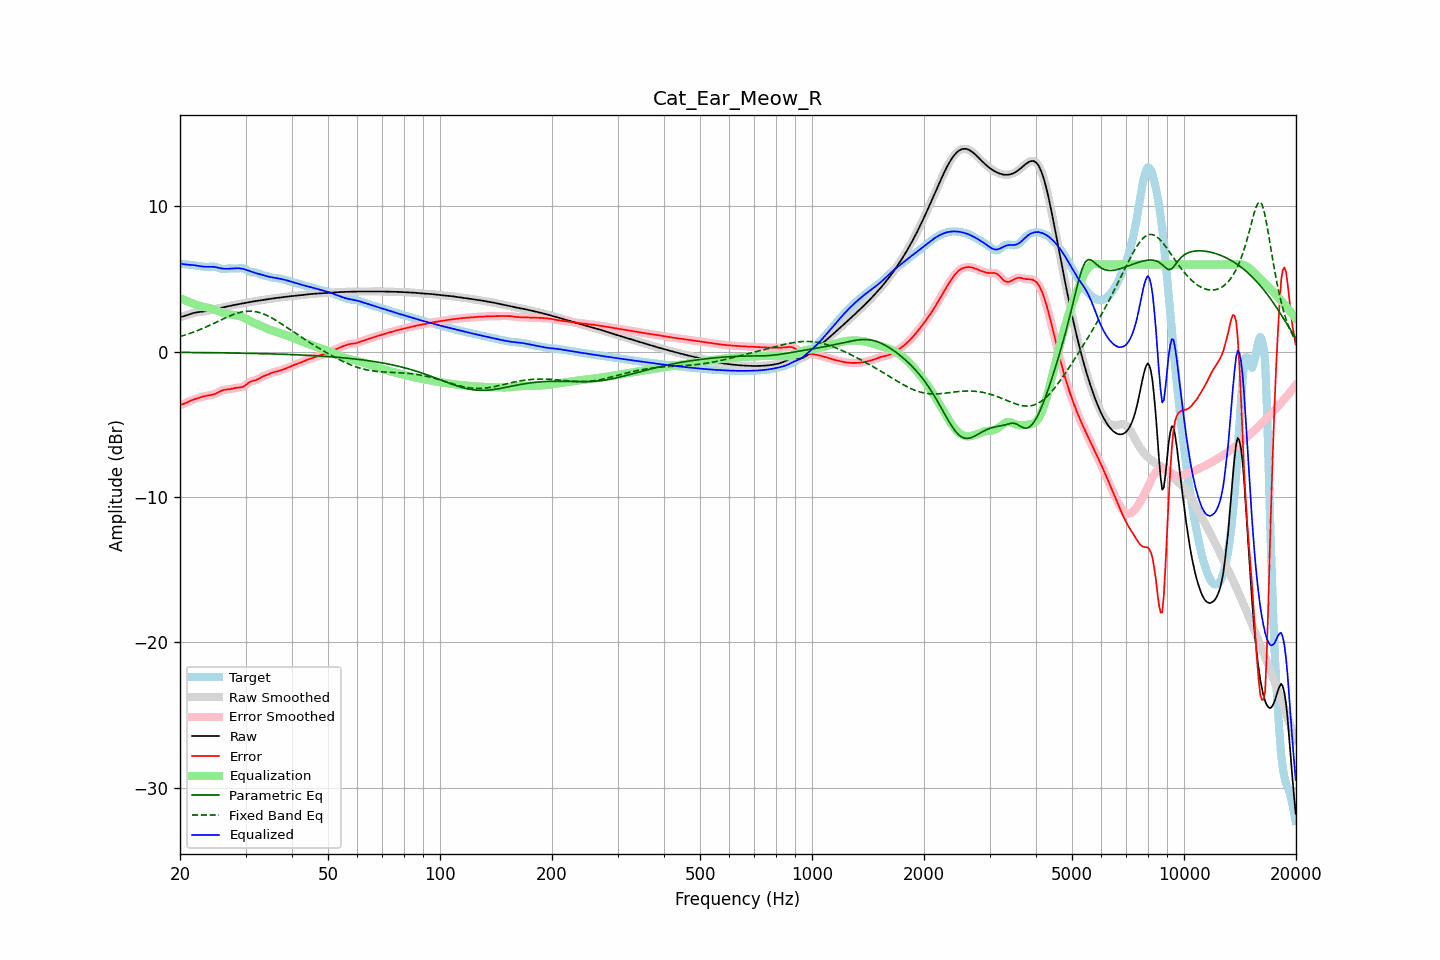 Cat_Ear_Meow_R
Amplitude (dBr)
10
0
−10
−20
−30
Target
Raw Smoothed
Error Smoothed
Raw
Error
Equalization
Parametric Eq
Fixed Band Eq
Equalized
20 50 100 200 500 1000 2000 5000 10000 20000
Frequency (Hz)